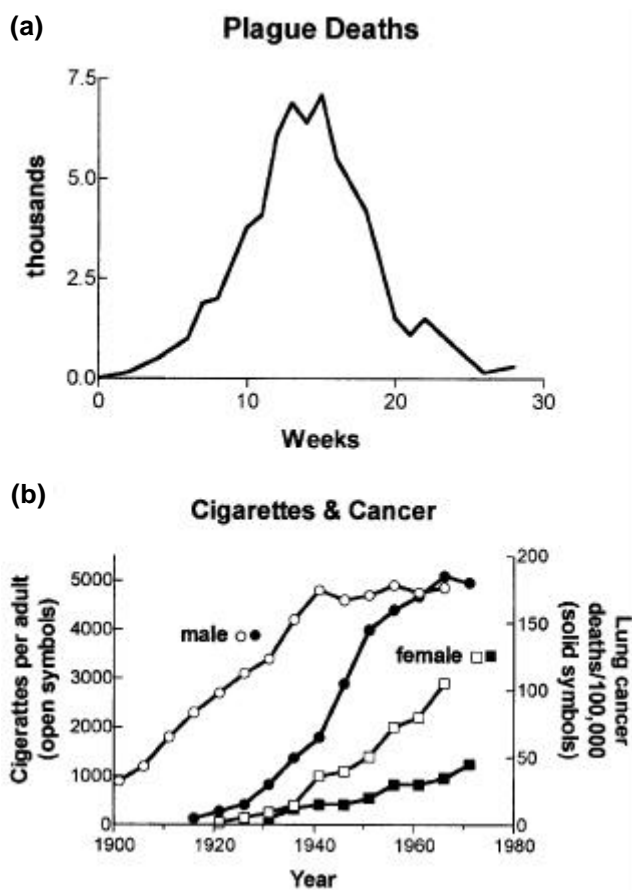 (a)
Plague Deaths
thousands
7.5
5.0
2.5
0.0
0
10
20
30
Weeks
(b)
Cigarettes & Cancer
Cigerattes per adult
(open symbols)
5000
4000
3000
2000
1000
0
male
female
200
150
100
50
0
Lung cancer
deaths/100,000
(solid symbols)
1900
1920
1940
1960
1980
Year